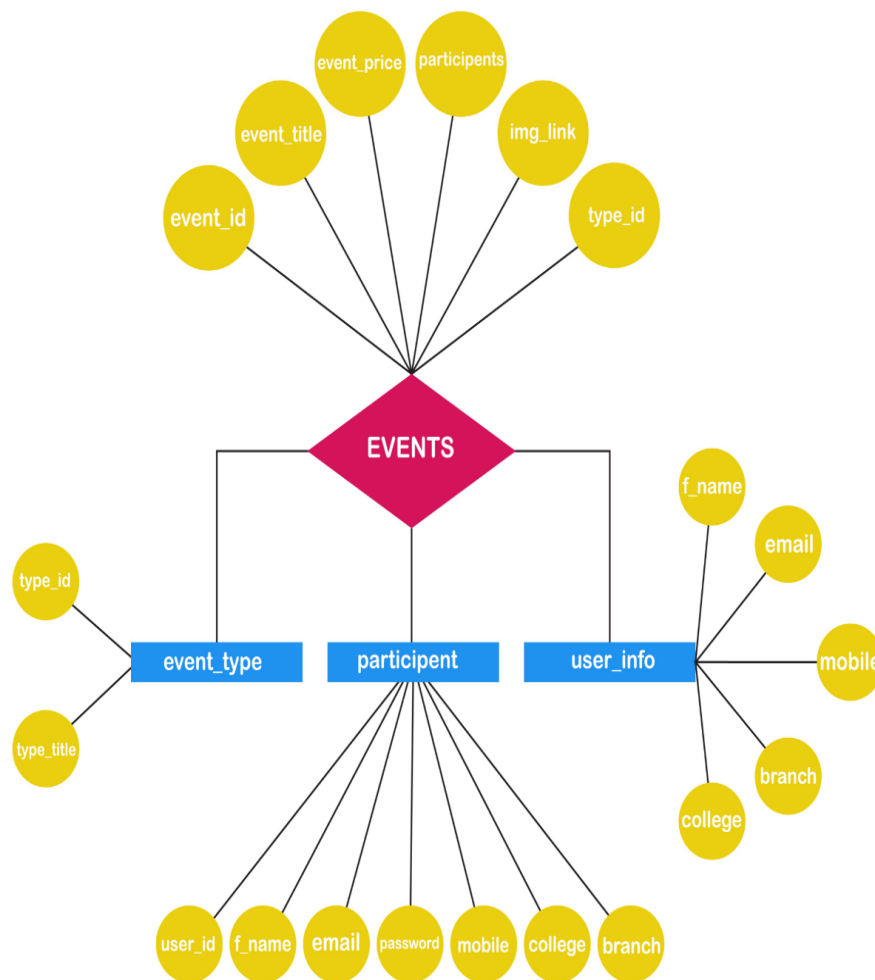 event_price
participents
event_title
img_link
event_id
type_id
EVENTS
f_name
email
type_id
event_type
participent
user_info
mobile
type_title
branch
college
user_id
f_name
email
password
mobile
college
branch